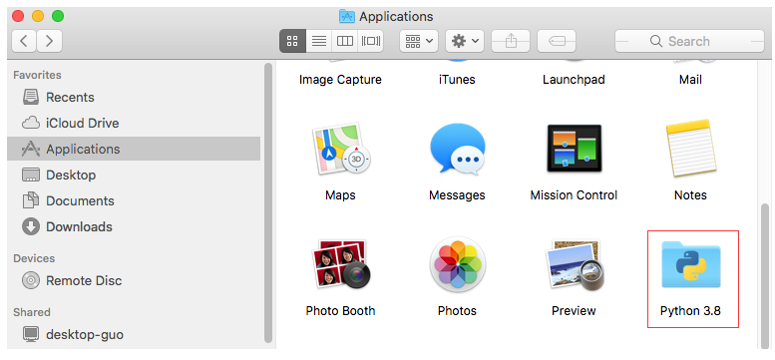 Applications
Search
Favorites
Recents
iCloud Drive
Applications
Desktop
Documents
Downloads
Devices
Remote Disc
Shared
desktop-guo
Image Capture
iTunes
Launchpad
Mail
3D
Maps
Messages
Mission Control
Notes
Photo Booth
Photos
Preview
Python 3.8